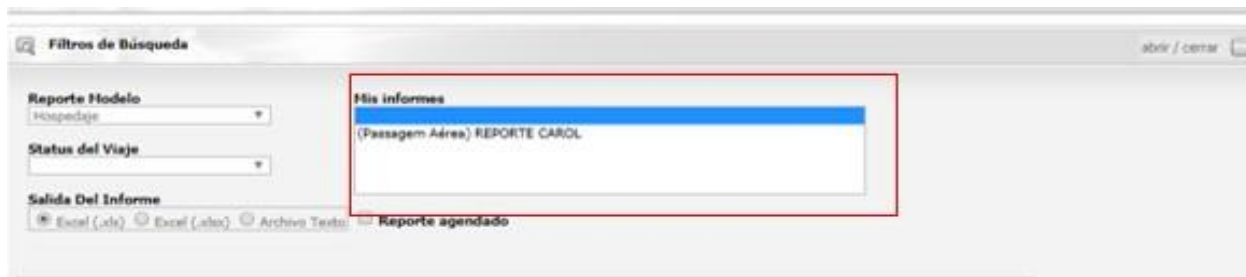 Filtros de Búsqueda
abrir / cerrar
Reporte Modelo
Hospedaje
Mis informes
(Passagem Aérea) REPORTE CAROL
Status del Viaje
Salida Del Informe
Excel (.xls) Excel (.xlsx) Archivo Texto Reporte agendado